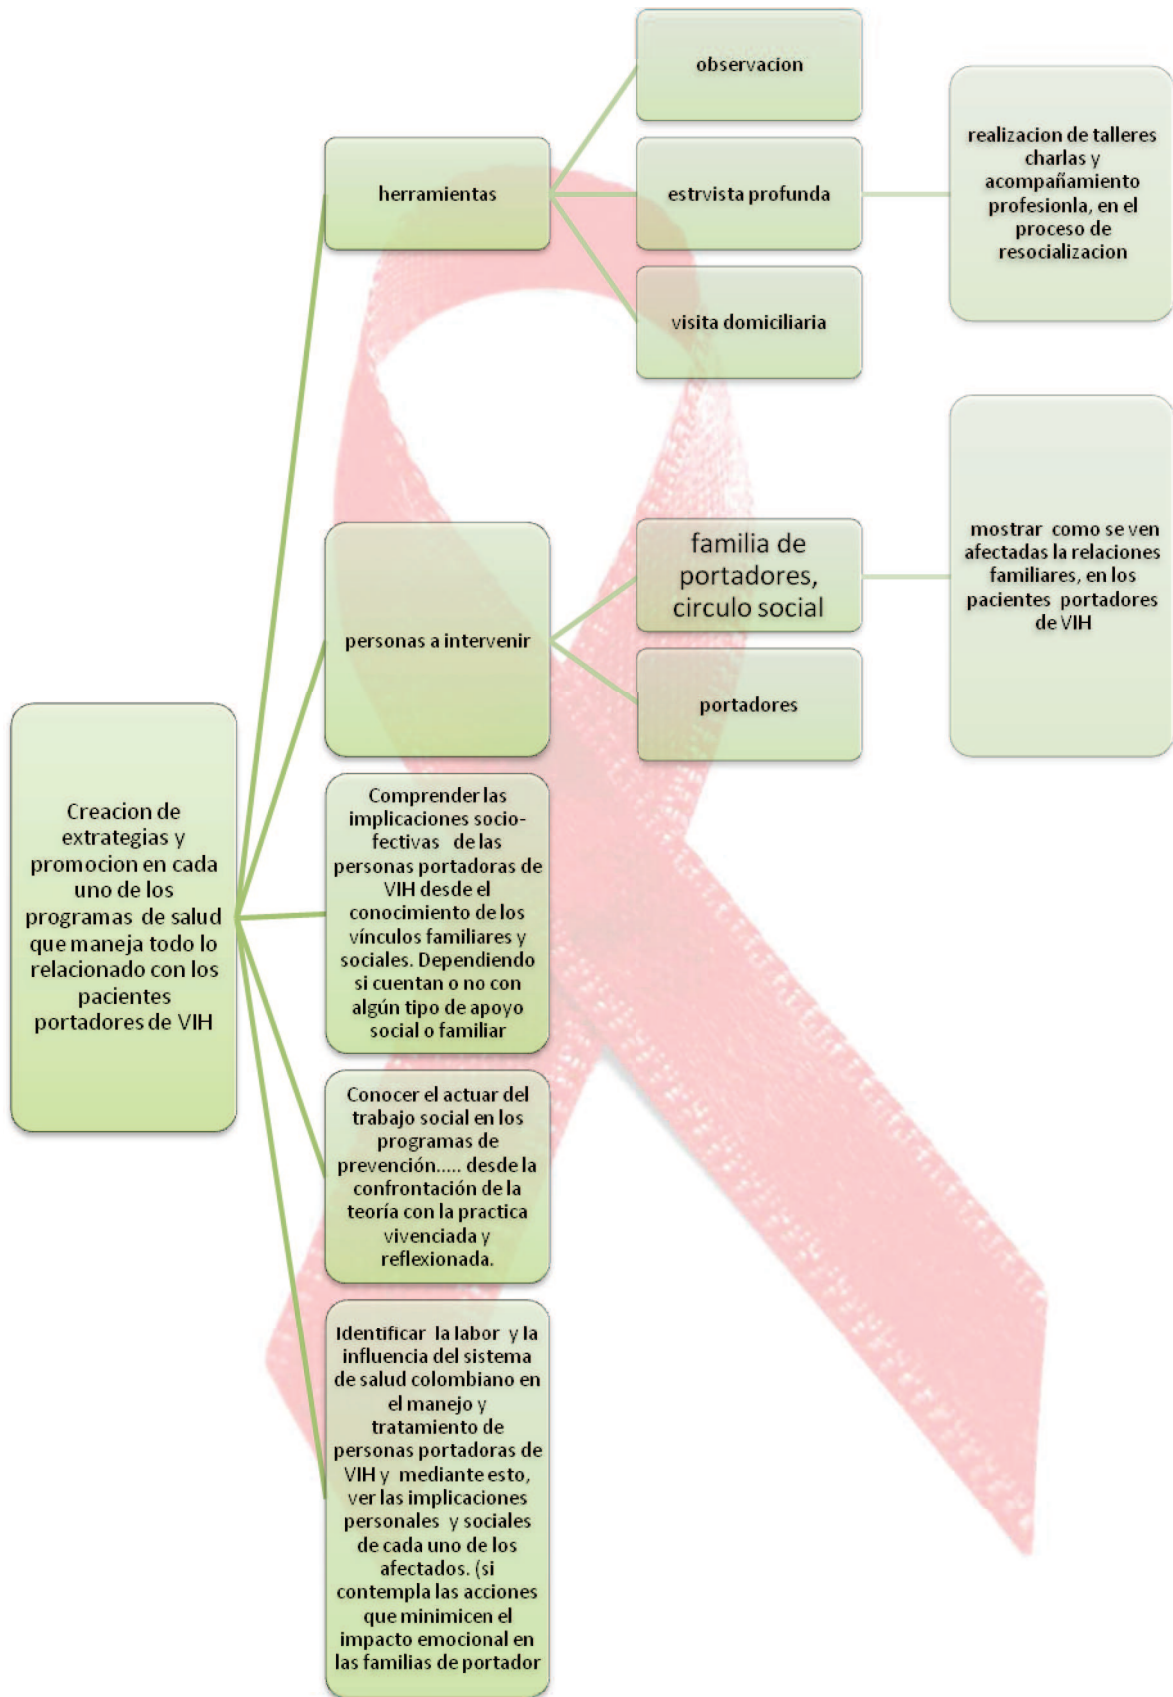 Creacion de
extrategias y
promocion en cada
uno de los
programas de salud
que maneja todo lo
relacionado con los
pacientes
portadores de VIH
herramientas
observacion
estrvista profunda
realizacion de talleres
charlas y
acompañamiento
profesionla, en el
proceso de
resocializacion
visita domiciliaria
personas a intervenir
familia de
portadores,
circulo social
mostrar como se ven
afectadas la relaciones
familiares, en los
pacientes portadores
de VIH
portadores
Comprender las
implicaciones socio-
fectivas de las
personas portadoras de
VIH desde el
conocimiento de los
vínculos familiares y
sociales. Dependiendo
si cuentan o no con
algún tipo de apoyo
social o familiar
Conocer el actuar del
trabajo social en los
programas de
prevención..... desde la
confrontación de la
teoría con la practica
vivenciada y
reflexionada.
Identificar la labor y la
influencia del sistema
de salud colombiano en
el manejo y
tratamiento de
personas portadoras de
VIH y mediante esto,
ver las implicaciones
personales y sociales
de cada uno de los
afectados. (si
contempla las acciones
que minimicen el
impacto emocional en
las familias de portador